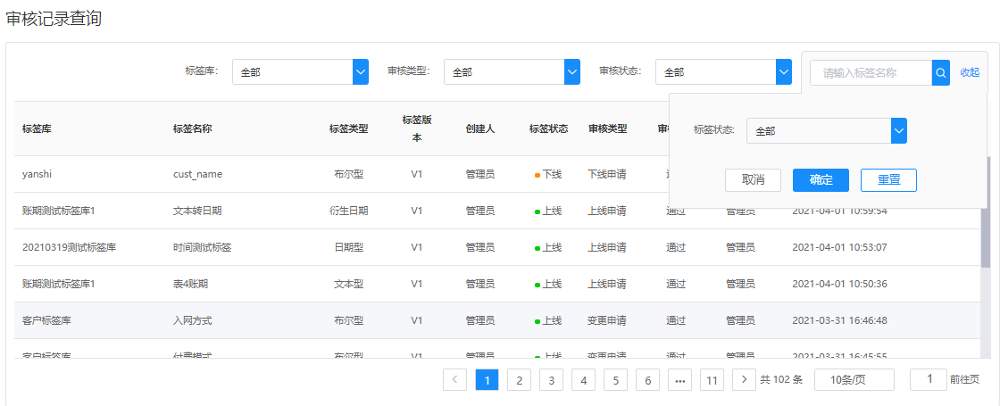 审核记录查询
标签库: 全部 审核类型: 全部 审核状态: 全部 请输入标签名称 收起
标签状态: 全部
取消 确定 重置
标签库 标签名称 标签类型 标签版本 创建人 标签状态 审核类型
yanshi cust_name 布尔型 V1 管理员 下线 下线申请
账期测试标签库1 文本转日期 衍生日期 V1 管理员 上线 上线申请 通过 管理员 2021-04-01 10:59:54
20210319测试标签库 时间测试标签 日期型 V1 管理员 上线 上线申请 通过 管理员 2021-04-01 10:53:07
账期测试标签库1 表4账期 文本型 V1 管理员 上线 上线申请 通过 管理员 2021-04-01 10:50:36
客户标签库 入网方式 布尔型 V1 管理员 上线 变更申请 通过 管理员 2021-03-31 16:46:48
客户标签库 付费模式 布尔型 V1 管理员 上线 变更申请 通过 管理员 2021-03-31 16:45:55
1 2 3 4 5 6 ••• 11 共 102 条 10条/页 1 前往页